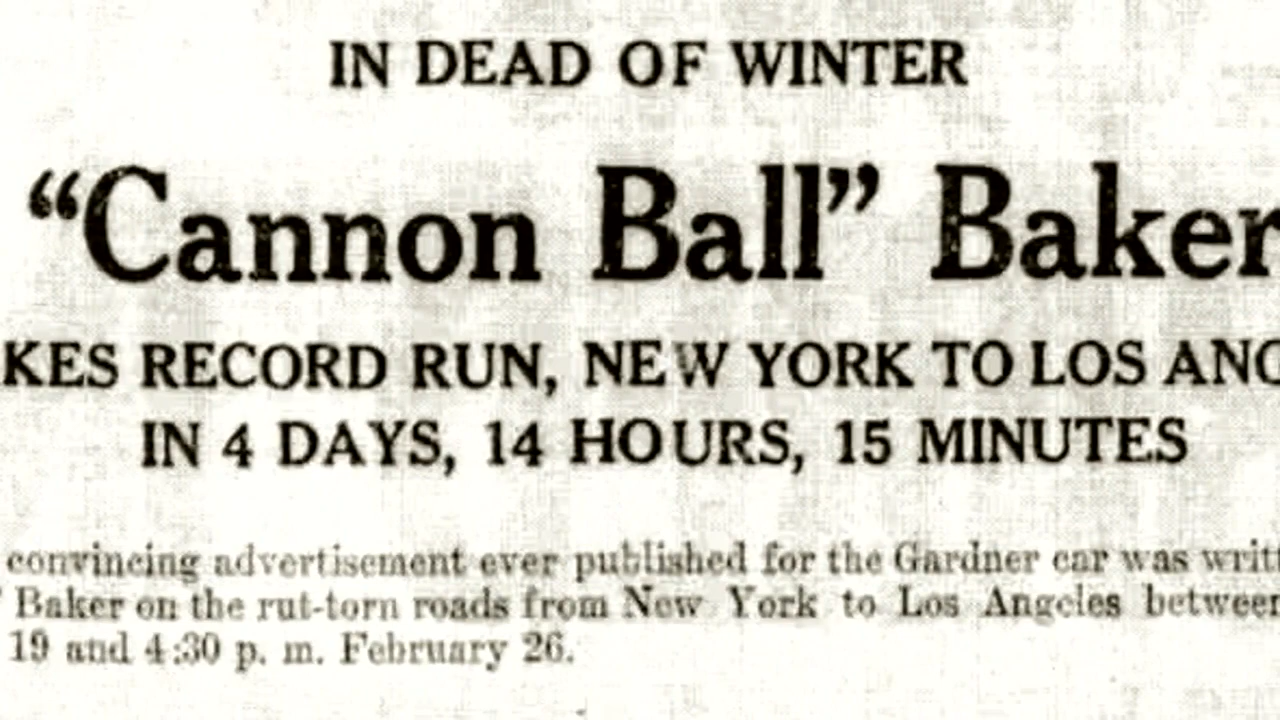 IN DEAD OF WINTER
“Cannon Ball” Baker
KES RECORD RUN, NEW YORK TO LOS ANG
IN 4 DAYS, 14 HOURS, 15 MINUTES
convincing advertisement ever published for the Gardner car was writt
Baker on the rut-torn roads from New York to Los Angeles between
19 and 4:30 p. m. February 26.